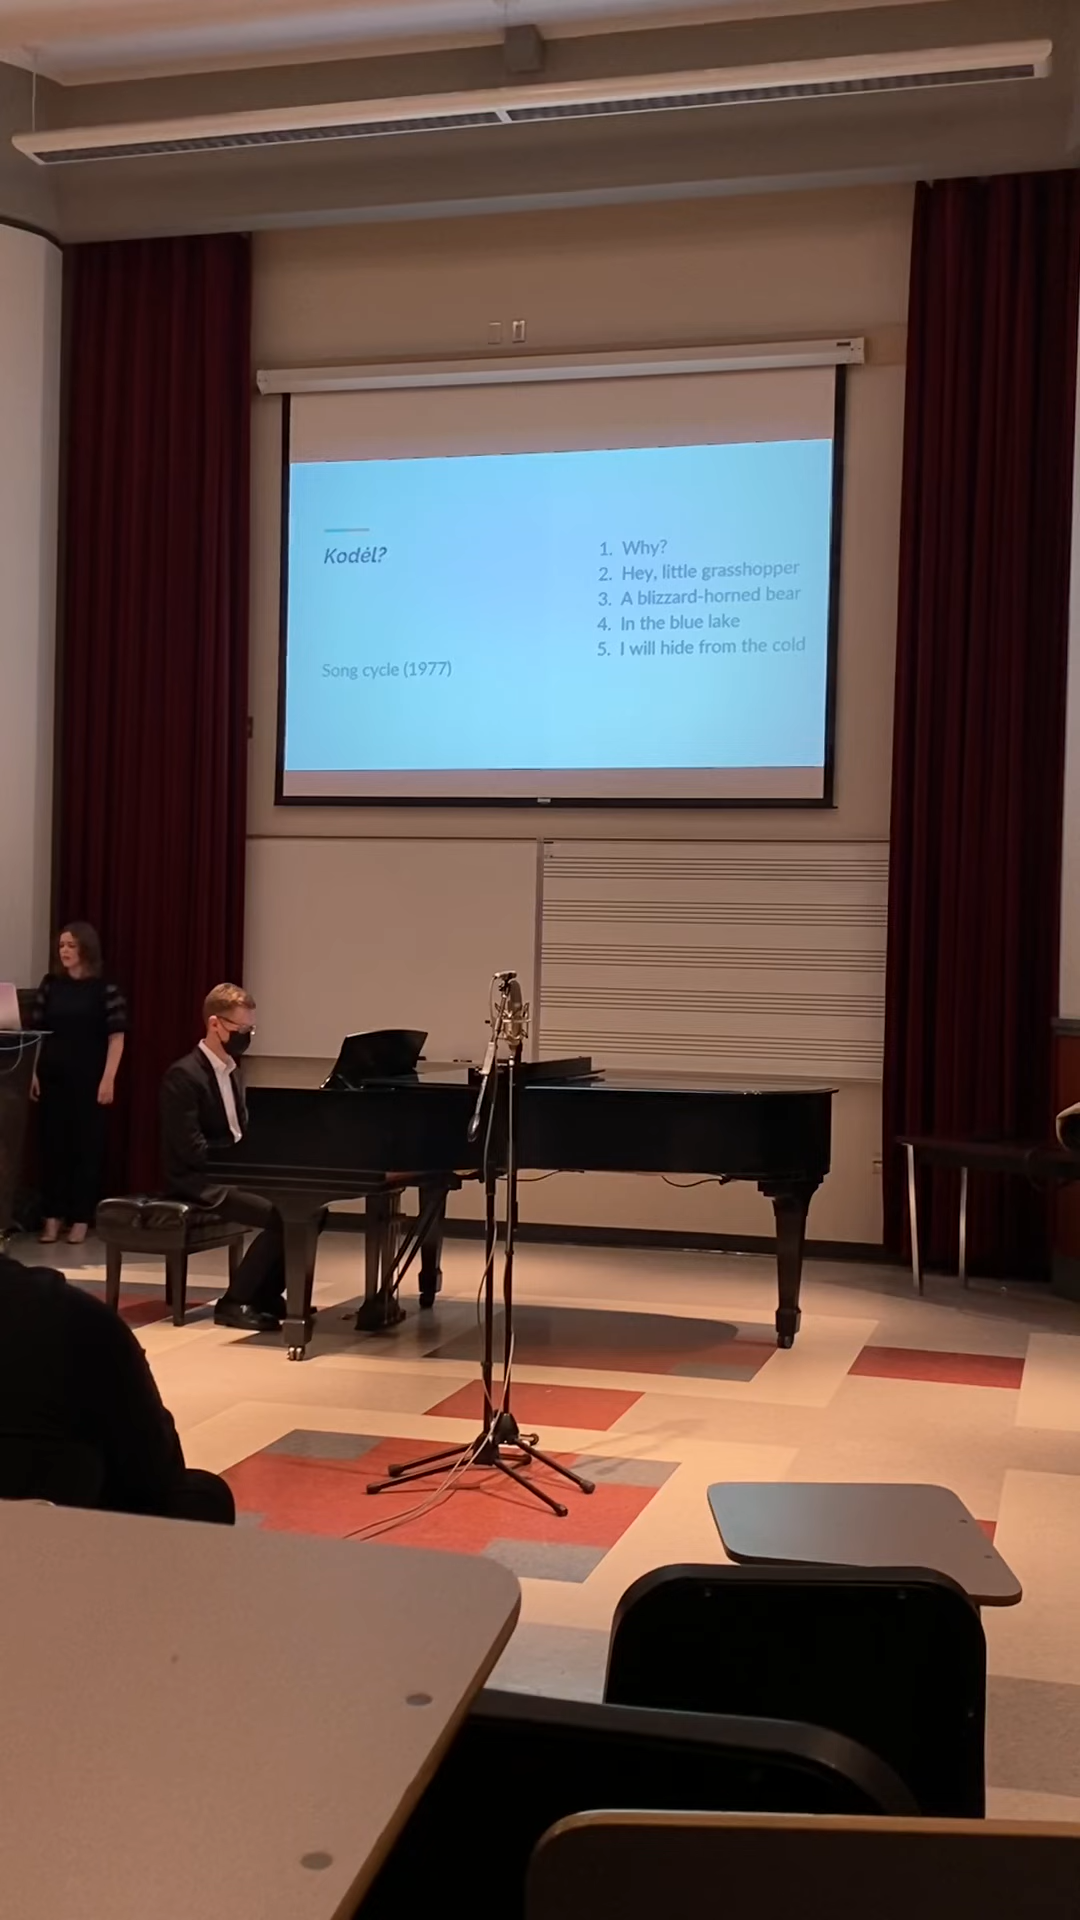 Kodėl?
Song cycle (1977)
1. Why?
2. Hey, little grasshopper
3. A blizzard-horned bear
4. In the blue lake
5. I will hide from the cold